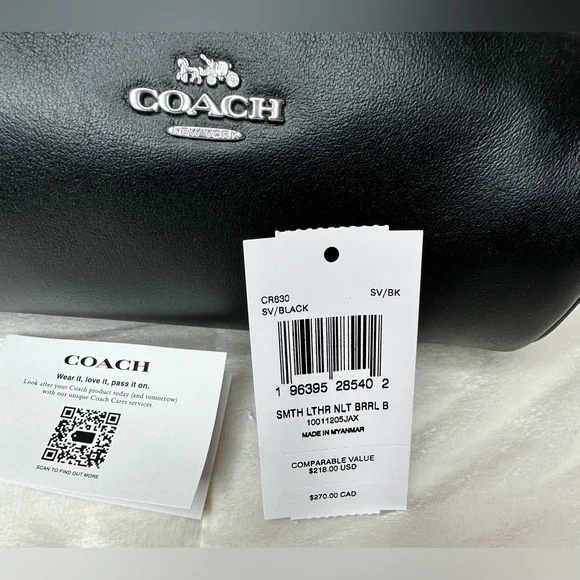 COACH
NEW YORK
CR630
SV/BK
SV/BLACK
1 96395 28540 2
SMTH LTHR NLT BRRL B
10011205JAX
MADE IN MYANMAR
COMPARABLE VALUE
$218.00 USD
$270.00 CAD
COACH
Wear it, love it, pass it on.
Look after your Coach product today (and tomorrow)
with our unique Coach Cares services.
SCAN TO FIND OUT MORE